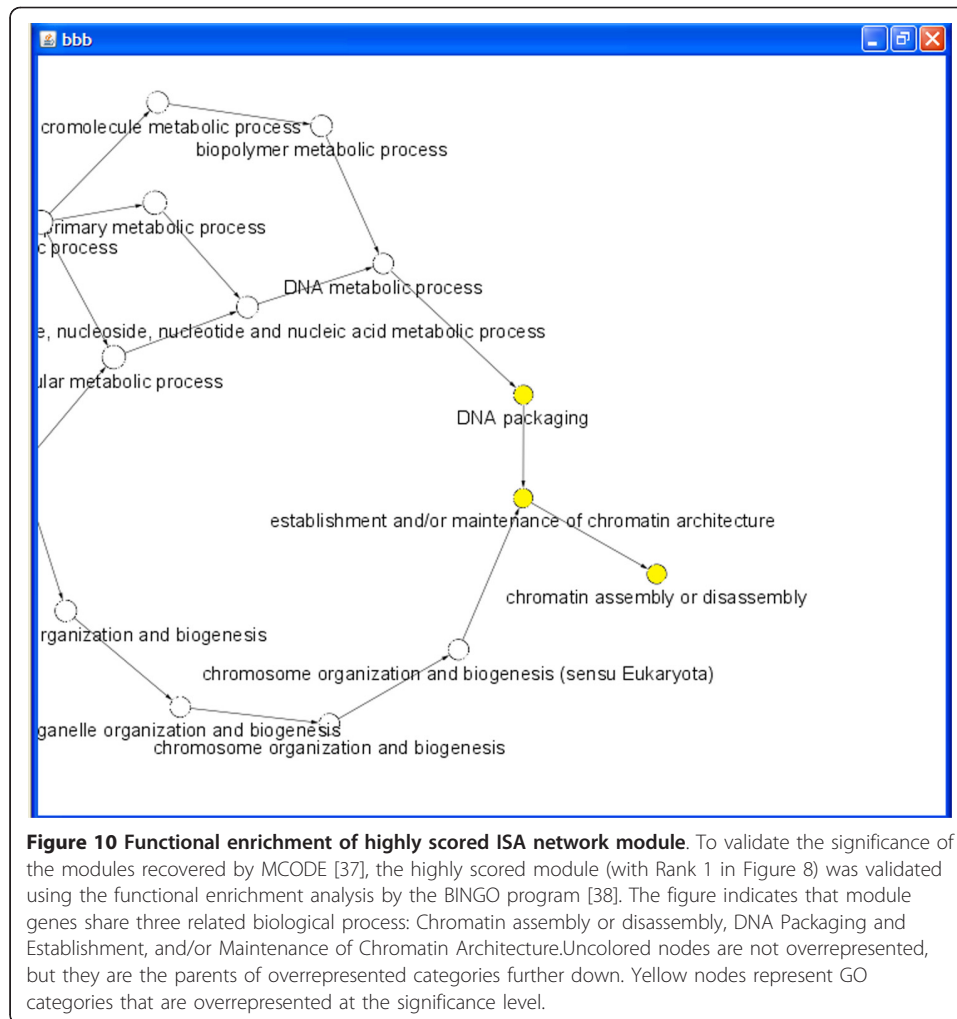 bbb
cromolecule metabolic process
biopolymer metabolic process
primary metabolic process
c process
DNA metabolic process
e, nucleoside, nucleotide and nucleic acid metabolic process
ular metabolic process
DNA packaging
establishment and/or maintenance of chromatin architecture
chromatin assembly or disassembly
rganization and biogenesis
chromosome organization and biogenesis (sensu Eukaryota)
ganelle organization and biogenesis
chromosome organization and biogenesis
Figure 10 Functional enrichment of highly scored ISA network module. To validate the significance of
the modules recovered by MCODE [37], the highly scored module (with Rank 1 in Figure 8) was validated
using the functional enrichment analysis by the BINGO program [38]. The figure indicates that module
genes share three related biological process: Chromatin assembly or disassembly, DNA Packaging and
Establishment, and/or Maintenance of Chromatin Architecture.Uncolored nodes are not overrepresented,
but they are the parents of overrepresented categories further down. Yellow nodes represent GO
categories that are overrepresented at the significance level.